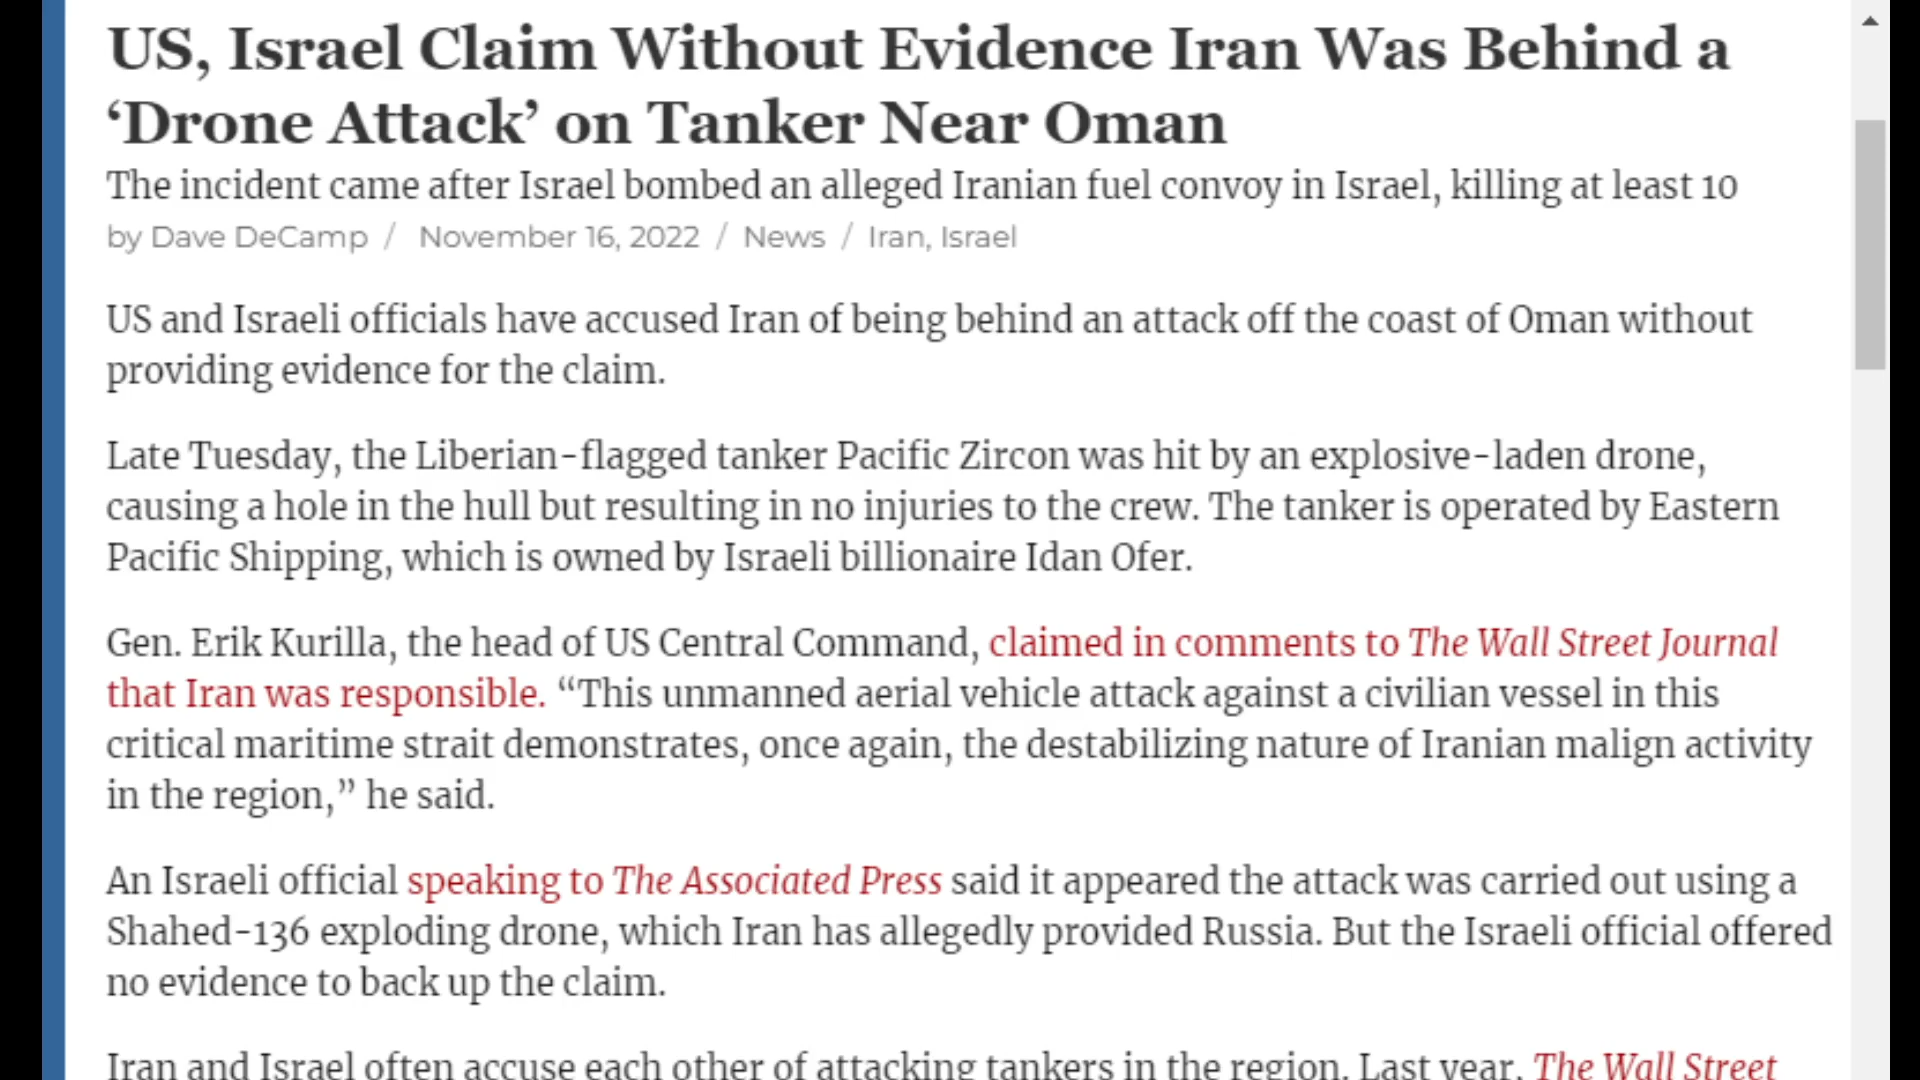 US, Israel Claim Without Evidence Iran Was Behind a
‘Drone Attack’ on Tanker Near Oman
The incident came after Israel bombed an alleged Iranian fuel convoy in Israel, killing at least 10
by Dave DeCamp / November 16, 2022 / News / Iran, Israel
US and Israeli officials have accused Iran of being behind an attack off the coast of Oman without
providing evidence for the claim.
Late Tuesday, the Liberian-flagged tanker Pacific Zircon was hit by an explosive-laden drone,
causing a hole in the hull but resulting in no injuries to the crew. The tanker is operated by Eastern
Pacific Shipping, which is owned by Israeli billionaire Idan Ofer.
Gen. Erik Kurilla, the head of US Central Command, claimed in comments to The Wall Street Journal
that Iran was responsible. “This unmanned aerial vehicle attack against a civilian vessel in this
critical maritime strait demonstrates, once again, the destabilizing nature of Iranian malign activity
in the region,” he said.
An Israeli official speaking to The Associated Press said it appeared the attack was carried out using a
Shahed-136 exploding drone, which Iran has allegedly provided Russia. But the Israeli official offered
no evidence to back up the claim.
Iran and Israel often accuse each other of attacking tankers in the region. Last year, The Wall Street